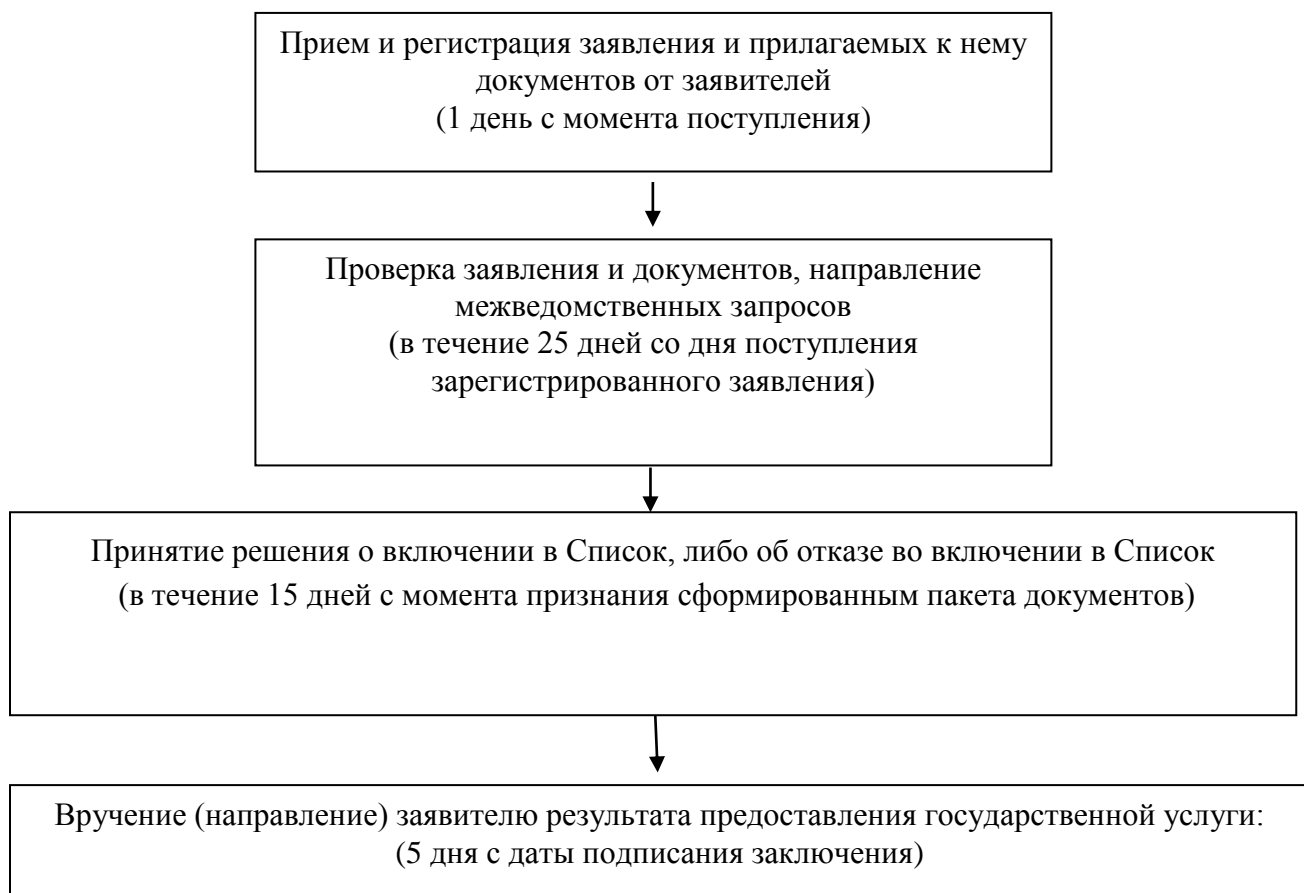 Прием и регистрация заявления и прилагаемых к нему
документов от заявителей
(1 день с момента поступления)
Проверка заявления и документов, направление
межведомственных запросов
(в течение 25 дней со дня поступления
зарегистрированного заявления)
Принятие решения о включении в Список, либо об отказе во включении в Список
(в течение 15 дней с момента признания сформированным пакета документов)
Вручение (направление) заявителю результата предоставления государственной услуги:
(5 дня с даты подписания заключения)